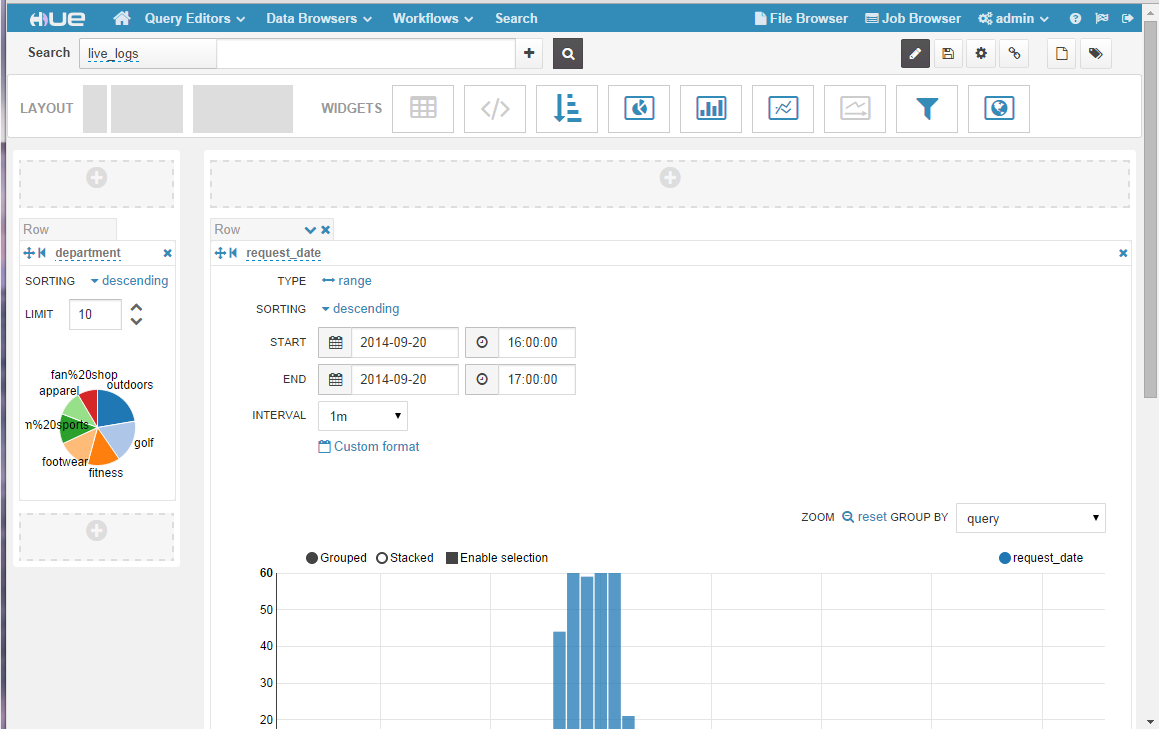 HUE Query Editors Data Browsers Workflows Search File Browser Job Browser admin
Search live_logs
LAYOUT WIDGETS
Row
department
SORTING descending
LIMIT 10
fan%20shop
outdoors
apparel
m%20sports
golf
footwear
fitness
Row
request_date
TYPE range
SORTING descending
START 2014-09-20 16:00:00
END 2014-09-20 17:00:00
INTERVAL 1m
Custom format
ZOOM reset GROUP BY query
Grouped Stacked Enable selection request_date
60
50
40
30
20